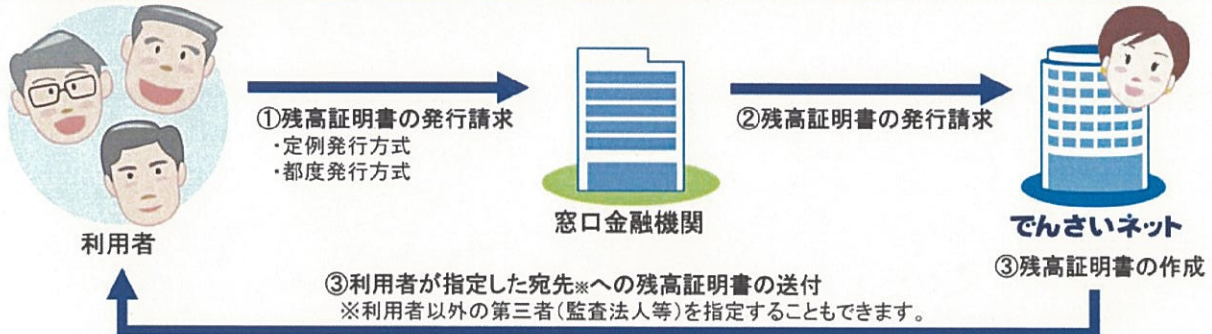 ①残高証明書の発行請求
・定例発行方式
・都度発行方式
②残高証明書の発行請求
利用者
窓口金融機関
でんさいネット
③残高証明書の作成
③利用者が指定した宛先※への残高証明書の送付
※利用者以外の第三者(監査法人等)を指定することもできます。